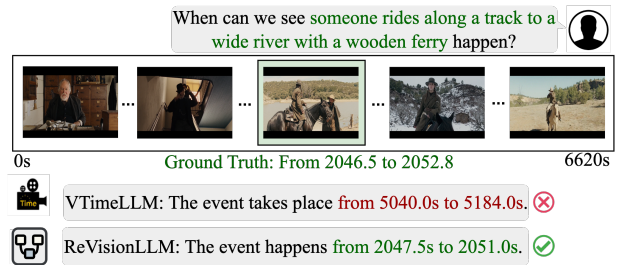 When can we see someone rides along a track to a
wide river with a wooden ferry happen?
... ... ... ...
0s Ground Truth: From 2046.5 to 2052.8 6620s
Time
VTimeLLM: The event takes place from 5040.0s to 5184.0s.
ReVisionLLM: The event happens from 2047.5s to 2051.0s.